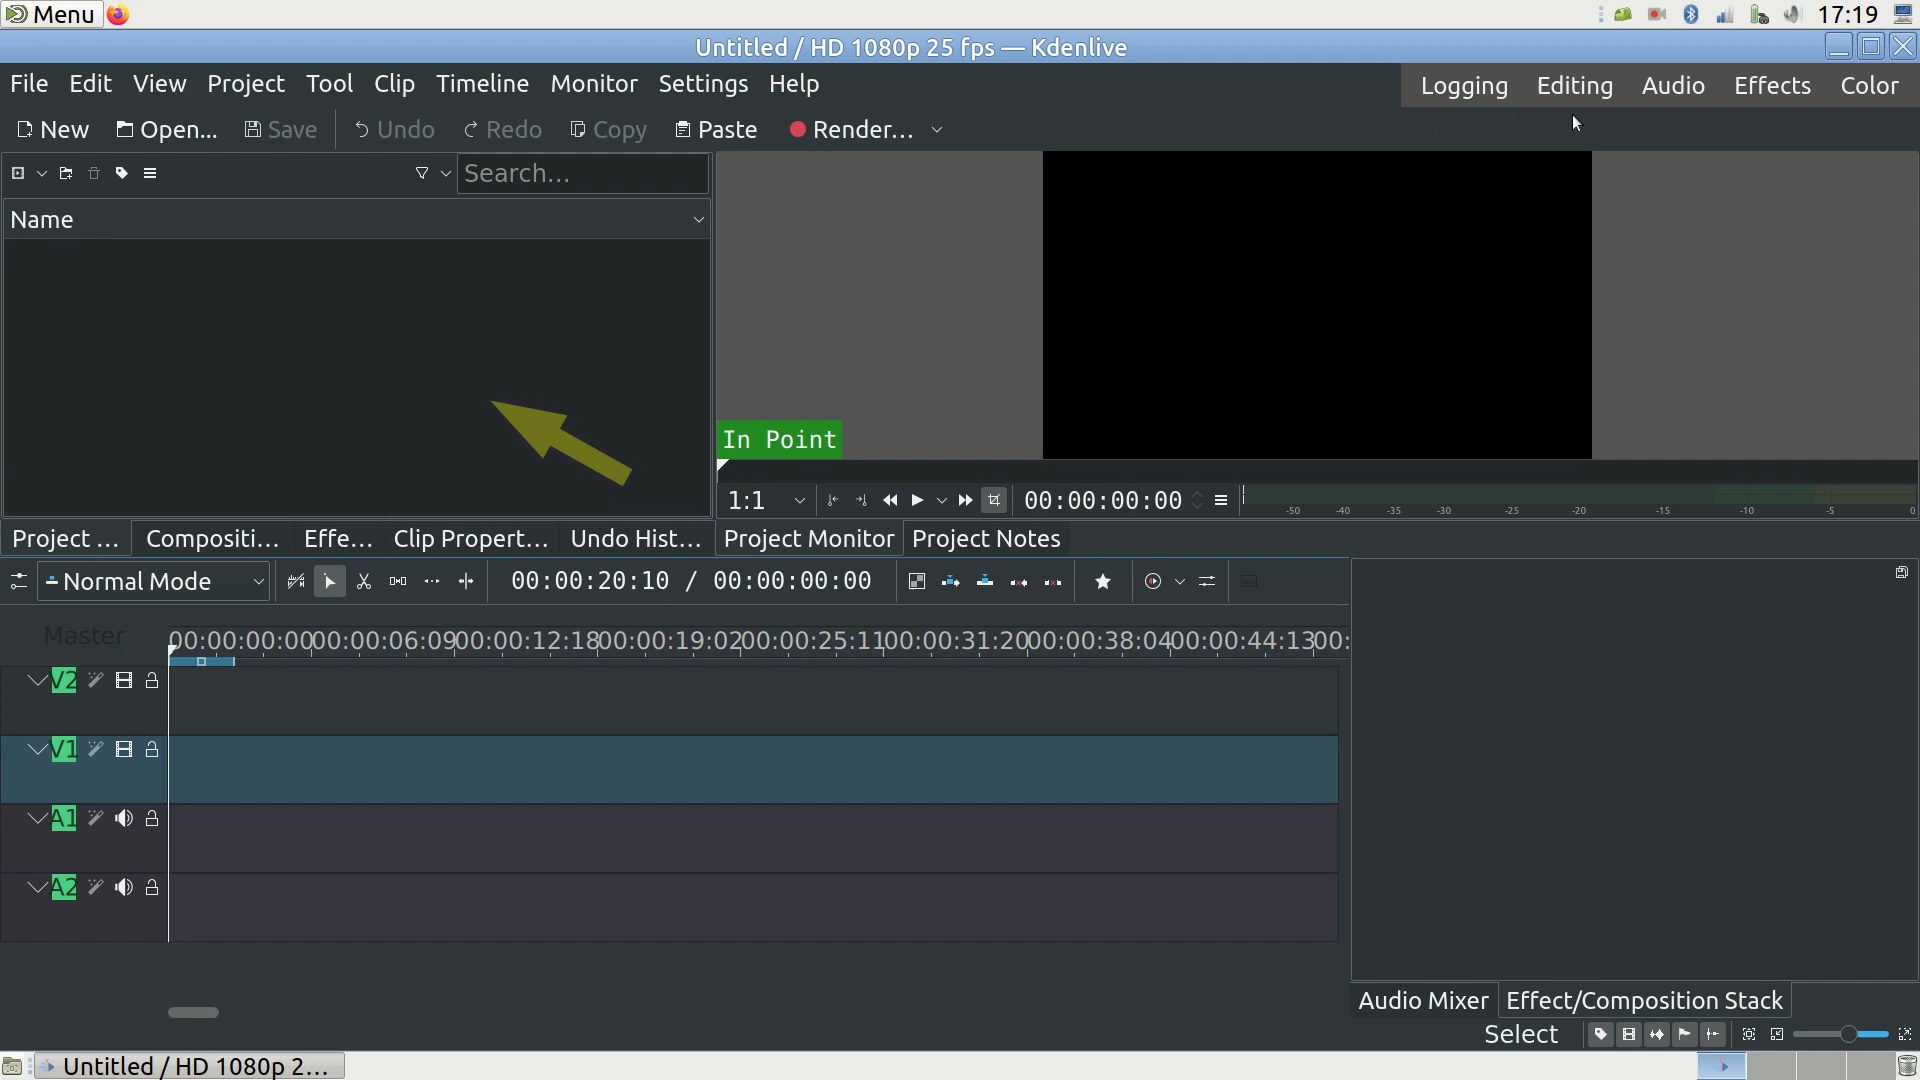 Menu 17:19
Untitled / HD 1080p 25 fps — Kdenlive
File Edit View Project Tool Clip Timeline Monitor Settings Help Logging Editing Audio Effects Color
New Open... Save Undo Redo Copy Paste Render...
Search...
Name
In Point
1:1 00:00:00:00 -50 -40 -35 -30 -25 -20 -15 -10 -5 0
Project ... Compositi... Effe... Clip Propert... Undo Hist... Project Monitor Project Notes
Normal Mode 00:00:20:10 / 00:00:00:00
Master 00:00:00:00 00:00:06:09 00:00:12:18 00:00:19:02 00:00:25:11 00:00:31:20 00:00:38:04 00:00:44:13 00:
V2
V1
A1
A2
Audio Mixer Effect/Composition Stack
Select
Untitled / HD 1080p 2...